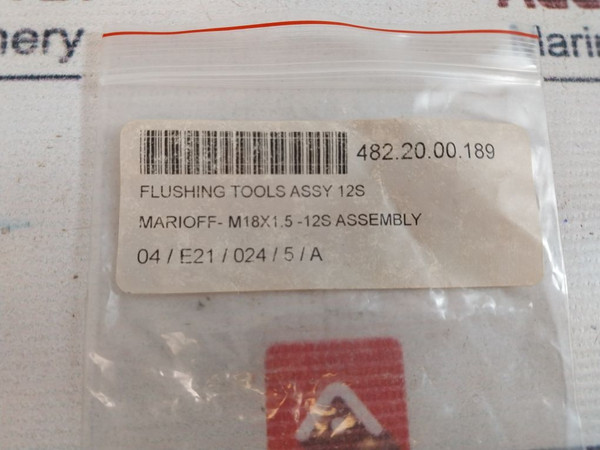 482.20.00.189
FLUSHING TOOLS ASSY 12S
MARIOFF- M18X1.5 -12S ASSEMBLY
04 / E21 / 024 / 5 / A